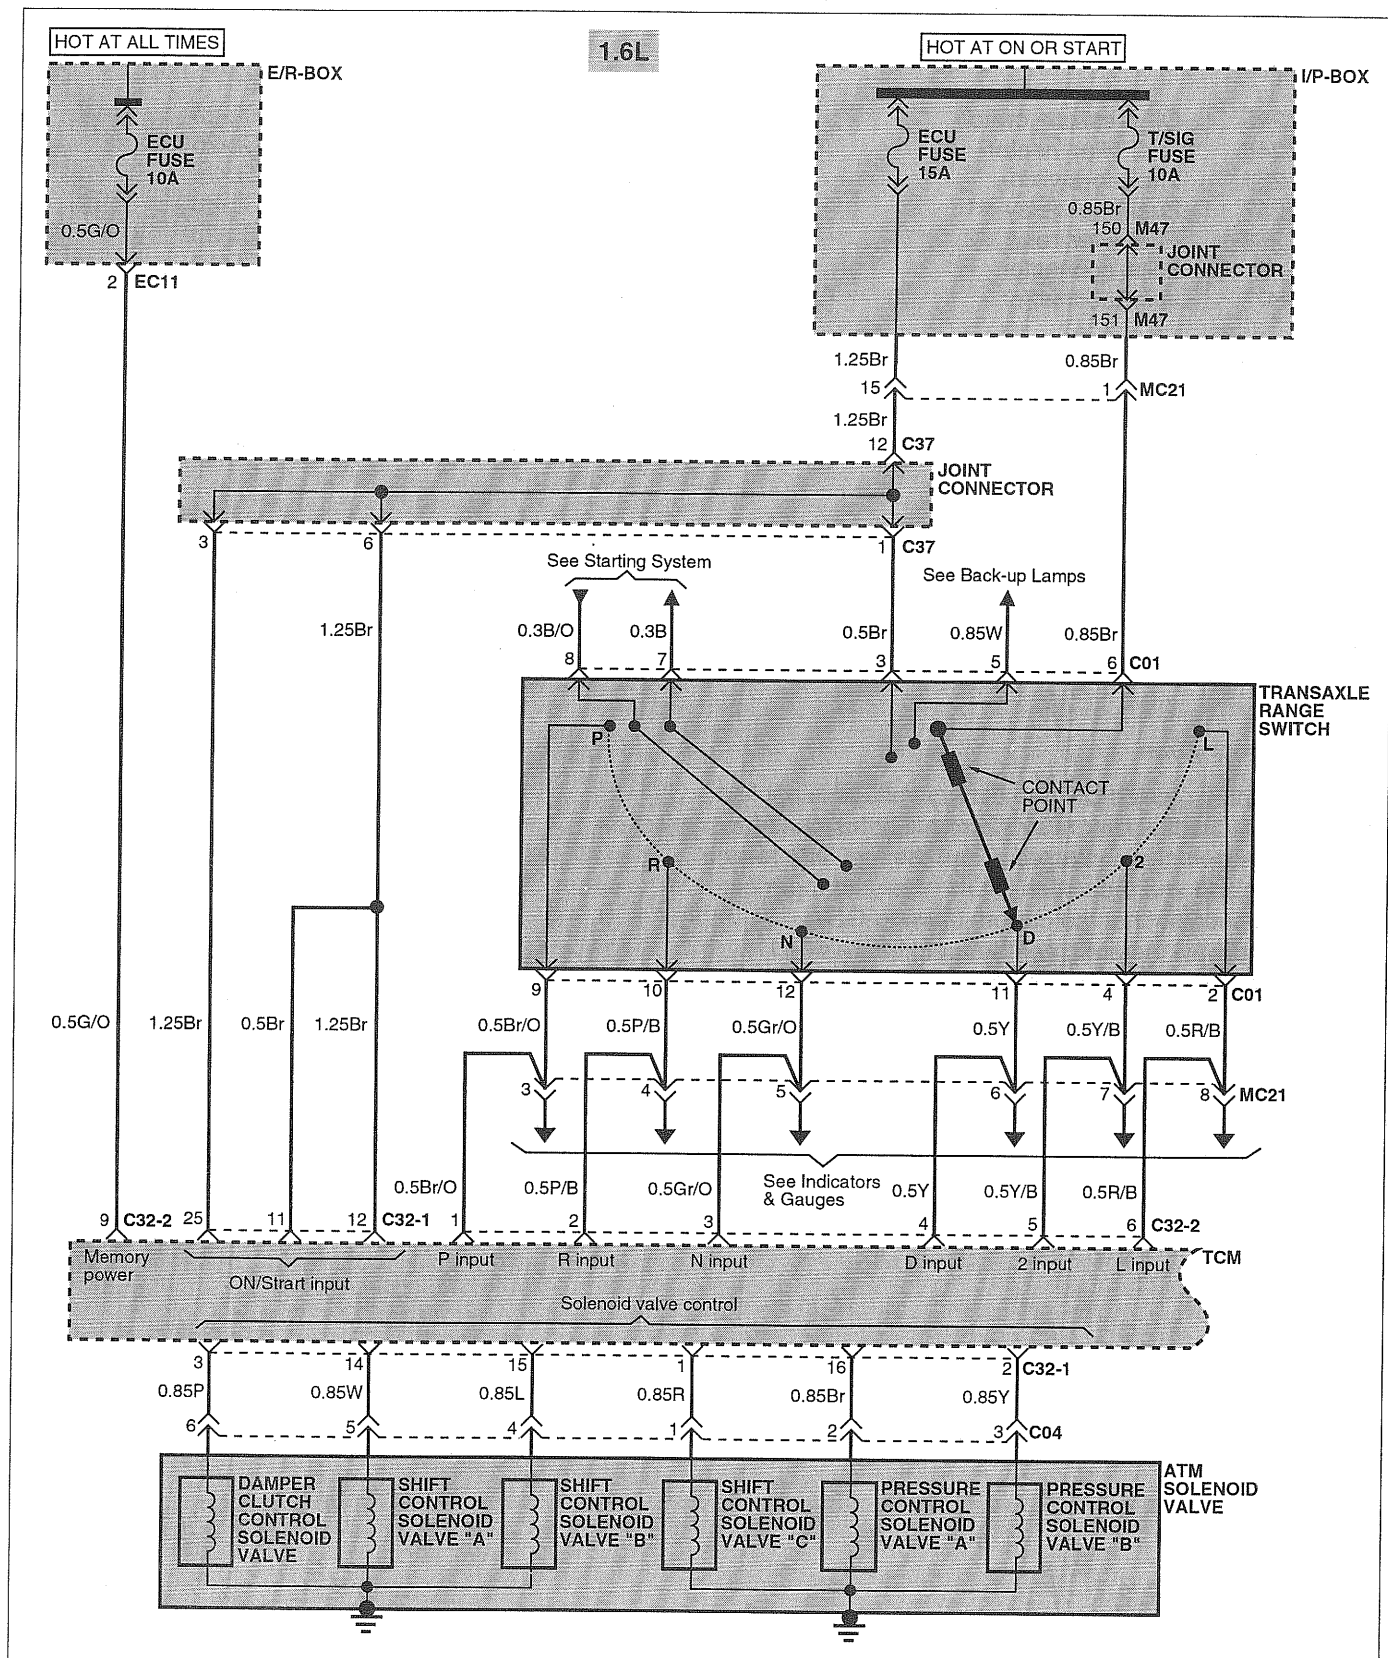 HOT AT ALL TIMES
1.6L
HOT AT ON OR START
E/R-BOX
I/P-BOX
ECU
FUSE
10A
ECU
FUSE
15A
T/SIG
FUSE
10A
0.5G/O
0.85Br
150 M47
JOINT
CONNECTOR
2 EC11
151 M47
1.25Br
0.85Br
15
1 MC21
1.25Br
12 C37
JOINT
CONNECTOR
3
6
1 C37
See Starting System
See Back-up Lamps
1.25Br
0.3B/O
0.3B
0.5Br
0.85W
0.85Br
8
7
3
5
6 C01
TRANSAXLE
RANGE
SWITCH
P
L
CONTACT
POINT
R
2
N
D
9
10
12
11
4
2 C01
0.5G/O
1.25Br
0.5Br
1.25Br
0.5Br/O
0.5P/B
0.5Gr/O
0.5Y
0.5Y/B
0.5R/B
3
4
5
6
7
8 MC21
See Indicators
& Gauges
0.5Br/O
0.5P/B
0.5Gr/O
0.5Y
0.5Y/B
0.5R/B
9 C32-2
25
11
12 C32-1
1
2
3
4
5
6 C32-2
Memory
power
ON/Strart input
P input
R input
N input
D input
2 input
L input
TCM
Solenoid valve control
3
14
15
1
16
2 C32-1
0.85P
0.85W
0.85L
0.85R
0.85Br
0.85Y
6
5
4
1
2
3 C04
DAMPER
CLUTCH
CONTROL
SOLENOID
VALVE
SHIFT
CONTROL
SOLENOID
VALVE "A"
SHIFT
CONTROL
SOLENOID
VALVE "B"
SHIFT
CONTROL
SOLENOID
VALVE "C"
PRESSURE
CONTROL
SOLENOID
VALVE "A"
PRESSURE
CONTROL
SOLENOID
VALVE "B"
ATM
SOLENOID
VALVE